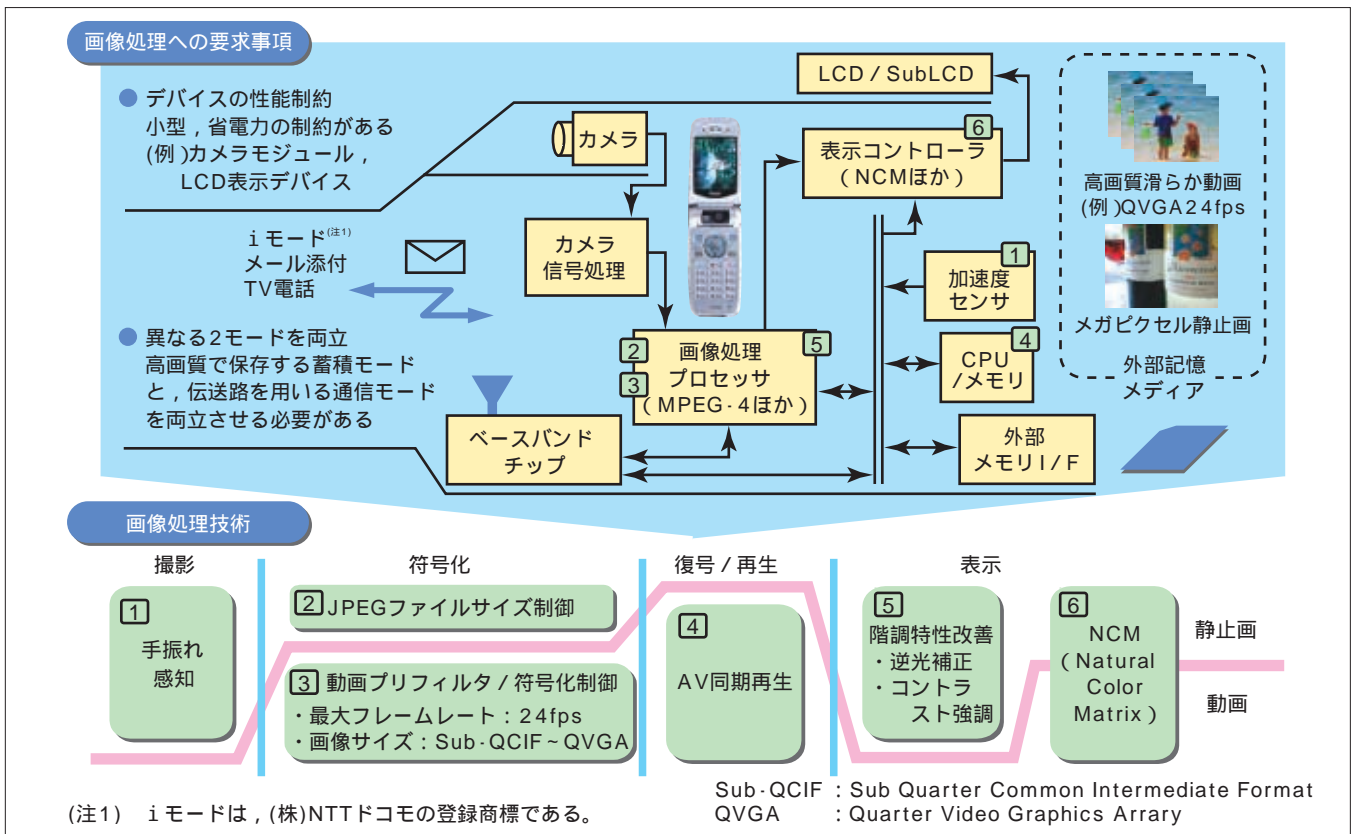 画像処理への要求事項
● デバイスの性能制約
小型，省電力の制約がある
(例)カメラモジュール，
LCD表示デバイス
iモード(注1)
メール添付
TV電話
● 異なる2モードを両立
高画質で保存する蓄積モード
と，伝送路を用いる通信モード
を両立させる必要がある
カメラ
カメラ
信号処理
2
3
5
画像処理
プロセッサ
(MPEG-4ほか)
ベースバンド
チップ
LCD / SubLCD
6
表示コントローラ
(NCMほか)
1
加速度
センサ
4
CPU
/メモリ
外部
メモリI/F
高画質滑らか動画
(例)QVGA24fps
メガピクセル静止画
外部記憶
メディア
画像処理技術
撮影
符号化
復号/再生
表示
1
手振れ
感知
2 JPEGファイルサイズ制御
3 動画プリフィルタ/符号化制御
・最大フレームレート：24fps
・画像サイズ：Sub-QCIF~QVGA
4
AV同期再生
5
階調特性改善
・逆光補正
・コントラ
スト強調
6
NCM
(Natural
Color
Matrix)
静止画
動画
Sub-QCIF : Sub Quarter Common Intermediate Format
QVGA : Quarter Video Graphics Arrary
(注1) iモードは，(株)NTTドコモの登録商標である。